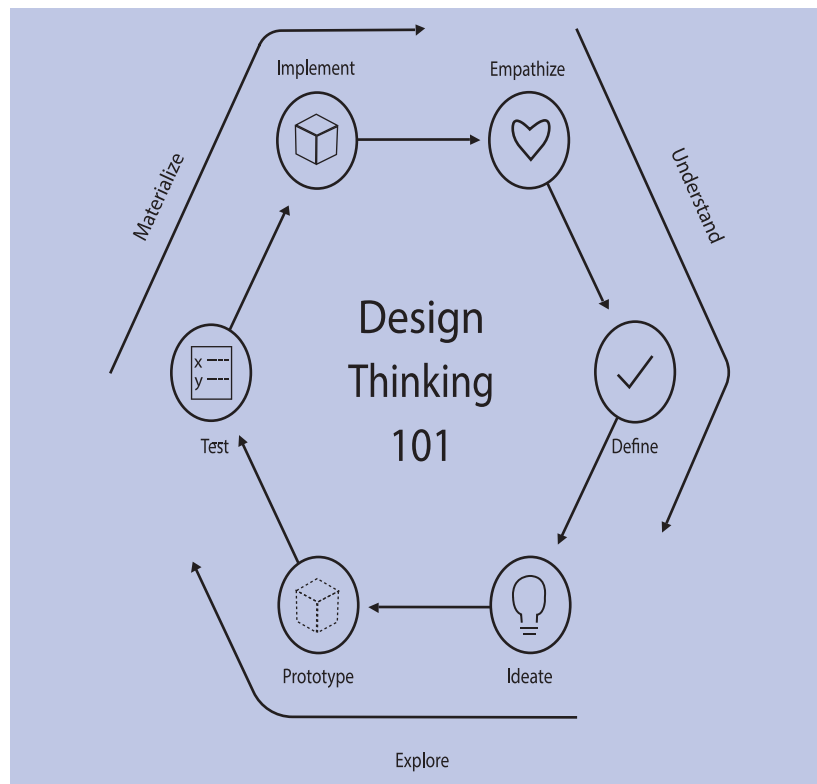 Implement
Empathize
Materialize
Understand
Design
Thinking
101
x
y
Test
Define
Prototype
Ideate
Explore